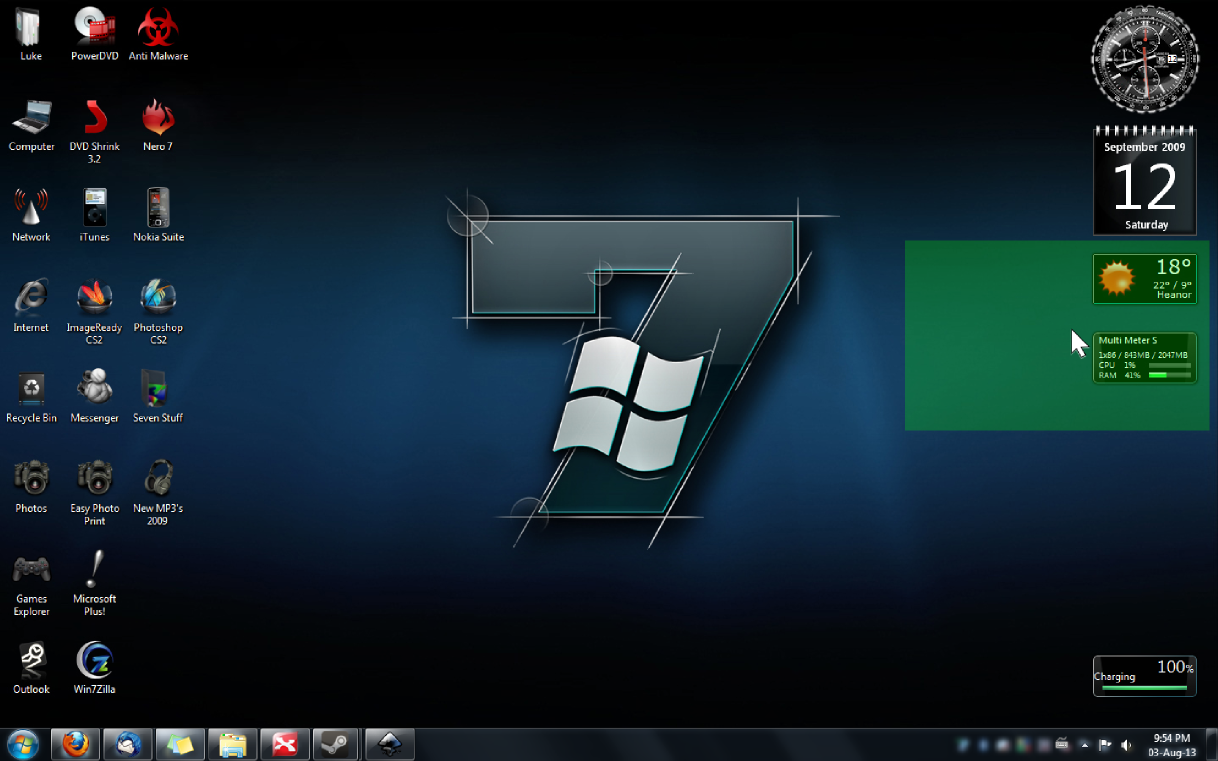 Luke
PowerDVD
Anti Malware
Computer
DVD Shrink
3.2
Nero 7
Network
iTunes
Nokia Suite
Internet
ImageReady
CS2
Photoshop
CS2
Recycle Bin
Messenger
Seven Stuff
Photos
Easy Photo
Print
New MP3's
2009
Games
Explorer
Microsoft
Plus!
Outlook
Win7Zilla
7
12
September 2009
12
Saturday
18°
22° / 9°
Heanor
Multi Meter S
1x86 / 843MB / 2047MB
CPU 1%
RAM 41%
100%
Charging
9:54 PM
03-Aug-13